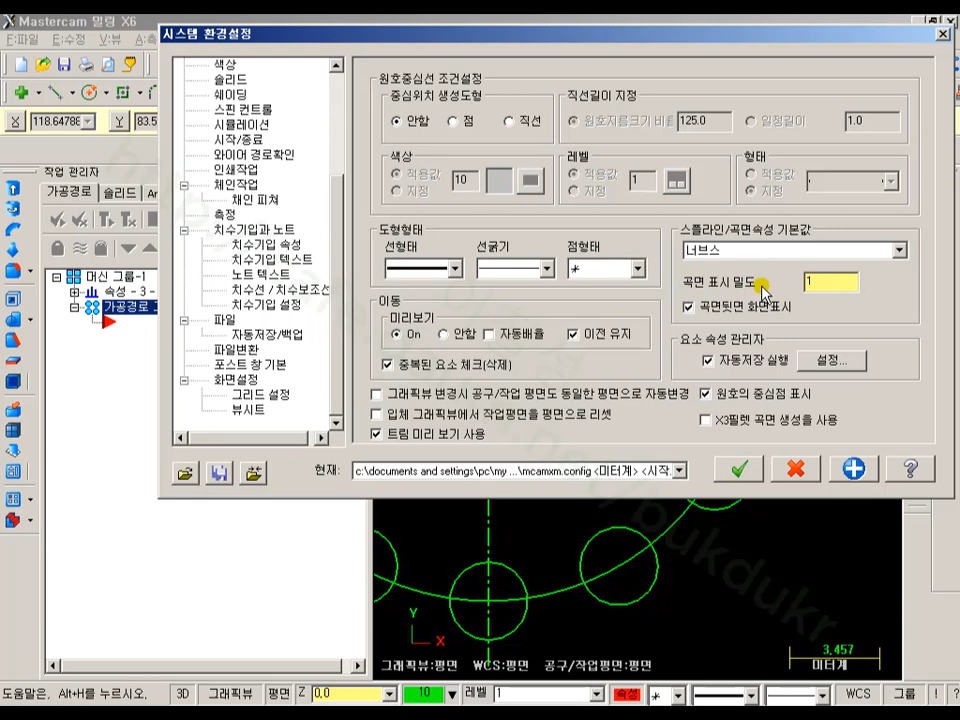 Mastercam 밀링 X6
F:파일 E:수정 V:뷰 A:측
시스템 환경설정
118.64788
83.5
작업 관리자
가공경로 솔리드
머신 그룹-1
속성 - 3 -
가공경로
색상
솔리드
쉐이딩
스핀 컨트롤
시뮬레이션
시작/종료
와이어 경로확인
인쇄작업
체인작업
채인 피쳐
측정
치수기입과 노트
치수기입 속성
치수기입 텍스트
노트 텍스트
치수선 / 치수보조선
치수기입 설정
파일
자동저장/백업
파일변환
포스트 창 기본
화면설정
그리드 설정
뷰시트
원호중심선 조건설정
중심위치 생성도형
안함 점 직선
직선길이 지정
원호지름크기 비율 125.0 일정길이 1.0
색상
적용값
지정
10
레벨
적용값
지정
1
형태
적용값
지정
도형형태
선형태 선굵기 점형태
스플라인/곡면속성 기본값
너브스
곡면 표시 밀도 1
곡면뒷면 화면표시
이동
미리보기
On 안함 자동배율 이전 유지
중복된 요소 체크(삭제)
요소 속성 관리자
자동저장 실행 설정...
그래픽뷰 변경시 공구/작업 평면도 동일한 평면으로 자동변경
원호의 중심점 표시
입체 그래픽뷰에서 작업평면을 평면으로 리셋
X3필렛 곡면 생성을 사용
트림 미리 보기 사용
현재: c:\documents and settings\pc\my ...\mcamxm.config <미터계> <시작.
Y
X
그래픽뷰:평면 WCS:평면 공구/작업평면:평면
3.457
미터계
도움말은, Alt+H를 누르시오. 3D 그래픽뷰 평면 Z 0.0 10 레벨 1 속성 WCS 그룹 ! ?